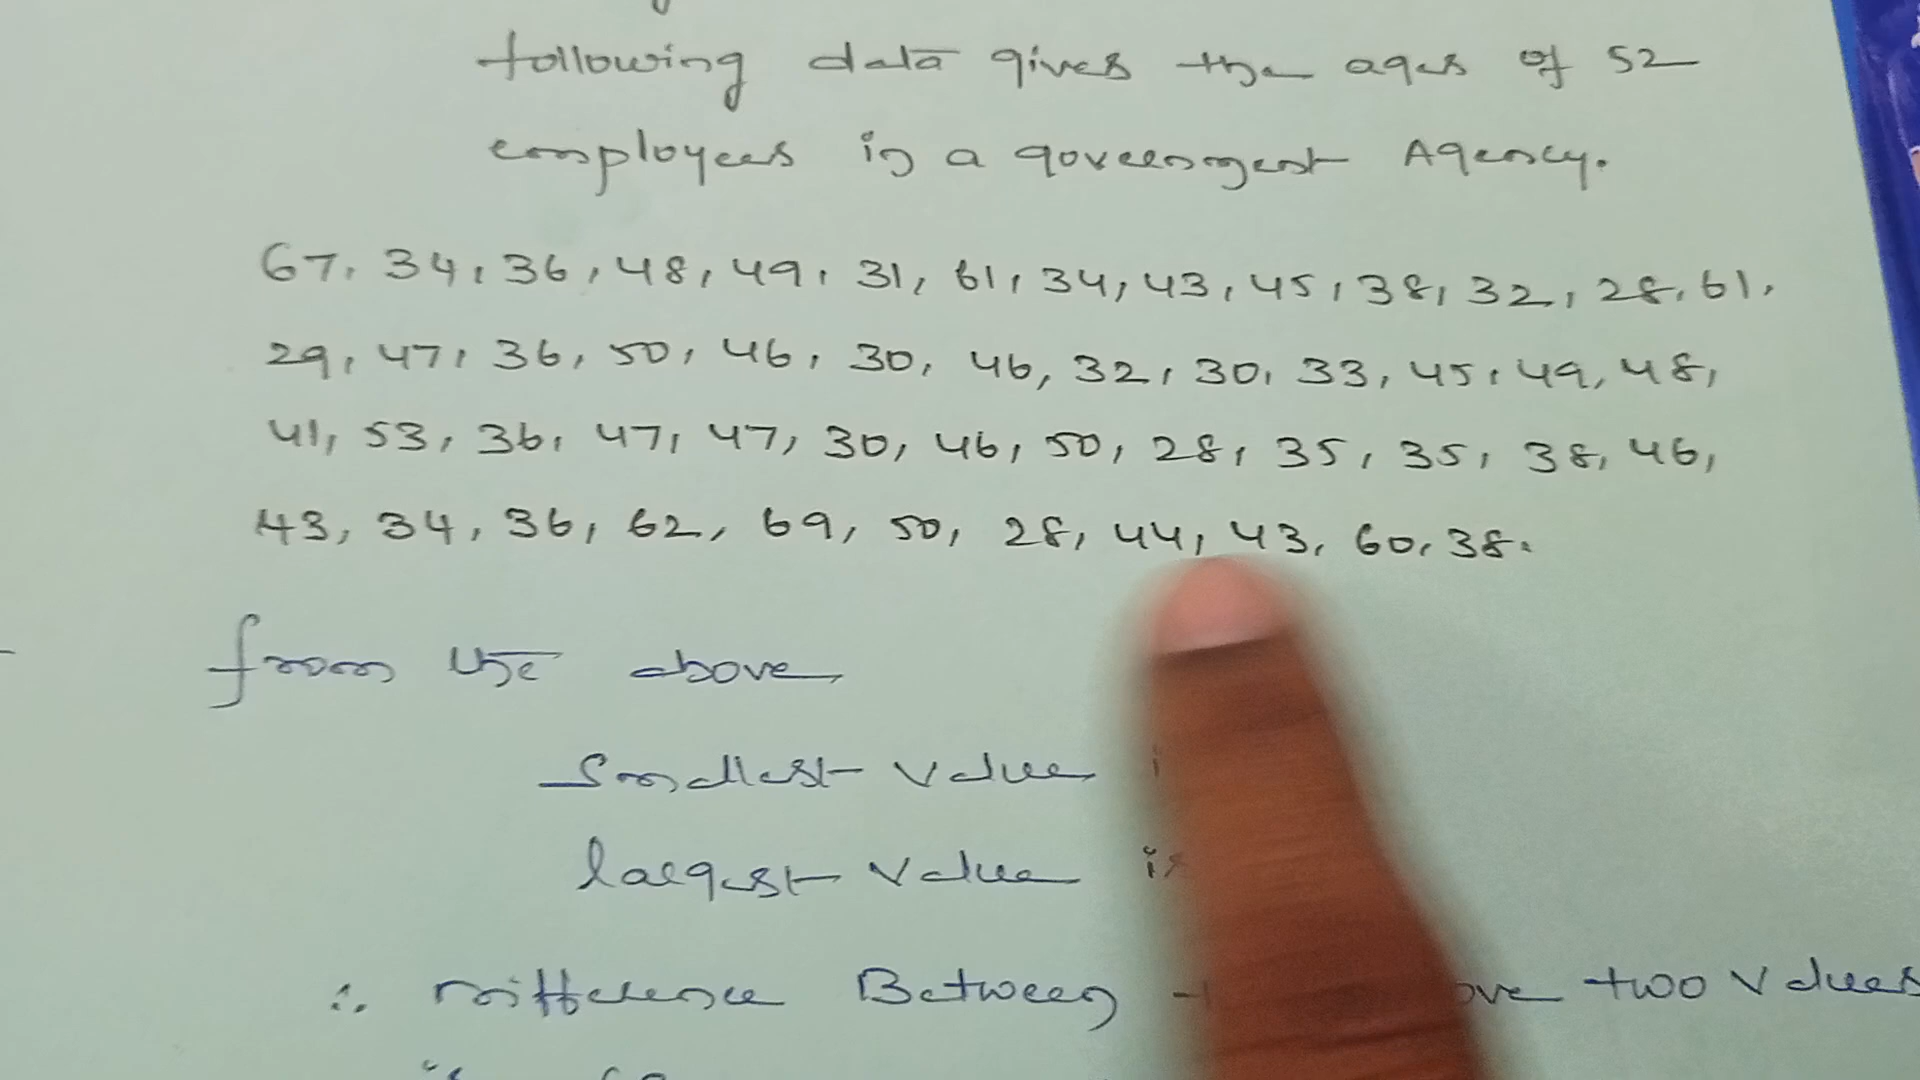 following data gives the ages of 52
employees in a government Agency.
67, 34, 36, 48, 49, 31, 61, 34, 43, 45, 38, 32, 28, 61,
29, 47, 36, 50, 46, 30, 46, 32, 30, 33, 45, 49, 48,
41, 53, 36, 47, 47, 30, 46, 50, 28, 35, 35, 38, 46,
43, 34, 36, 62, 69, 50, 28, 44, 43, 60, 38.
from the above,
Smallest value
largest value is
∴ Difference Between two values